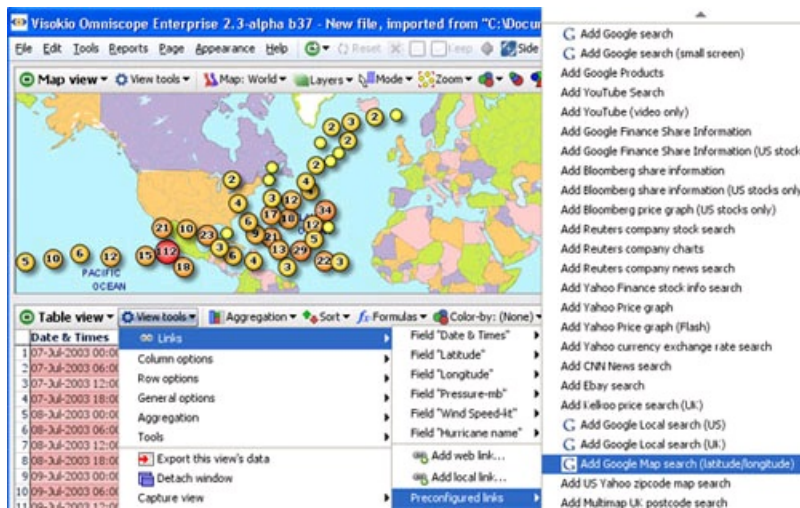 Visokio Omniscope Enterprise 2.3-alpha b37 - New file, imported from "C:\Docum
File Edit Tools Reports Page Appearance Help Reset Keep Side
Map view View tools Map: World Layers Mode Zoom
2 3 2
2
2
2 4
4 3 12
17 18 34
6 12
21 10 23 9 21 5
3
5 10 6 12 15 112 6 13 29
18 4 3 22 3
PACIFIC
OCEAN
Table view View tools Aggregation Sort fx Formulas Color-by: (None)
Date & Times
1 07-Jul-2003 00:00
2 07-Jul-2003 06:00
3 07-Jul-2003 12:00
4 07-Jul-2003 18:00
5 08-Jul-2003 00:00
6 08-Jul-2003 06:00
7 08-Jul-2003 12:00
8 08-Jul-2003 18:00
9 09-Jul-2003 00:00
10 09-Jul-2003 06:00
11 09-Jul-2003 12:00
Links
Column options
Row options
General options
Aggregation
Tools
Export this view's data
Detach window
Capture view
Field "Date & Times"
Field "Latitude"
Field "Longitude"
Field "Pressure-mb"
Field "Wind Speed-kt"
Field "Hurricane name"
Add web link...
Add local link...
Preconfigured links
Add Google search
Add Google search (small screen)
Add Google Products
Add YouTube Search
Add YouTube (video only)
Add Google Finance Share Information
Add Google Finance Share Information (US stock
Add Bloomberg share information
Add Bloomberg share information (US stocks only
Add Bloomberg price graph (US stocks only)
Add Reuters company stock search
Add Reuters company charts
Add Reuters company news search
Add Yahoo Finance stock info search
Add Yahoo Price graph
Add Yahoo Price graph (Flash)
Add Yahoo currency exchange rate search
Add CNN News search
Add Ebay search
Add Kelkoo price search (UK)
Add Google Local search (US)
Add Google Local search (UK)
Add Google Map search (latitude/longitude)
Add US Yahoo zipcode map search
Add Multimap UK postcode search